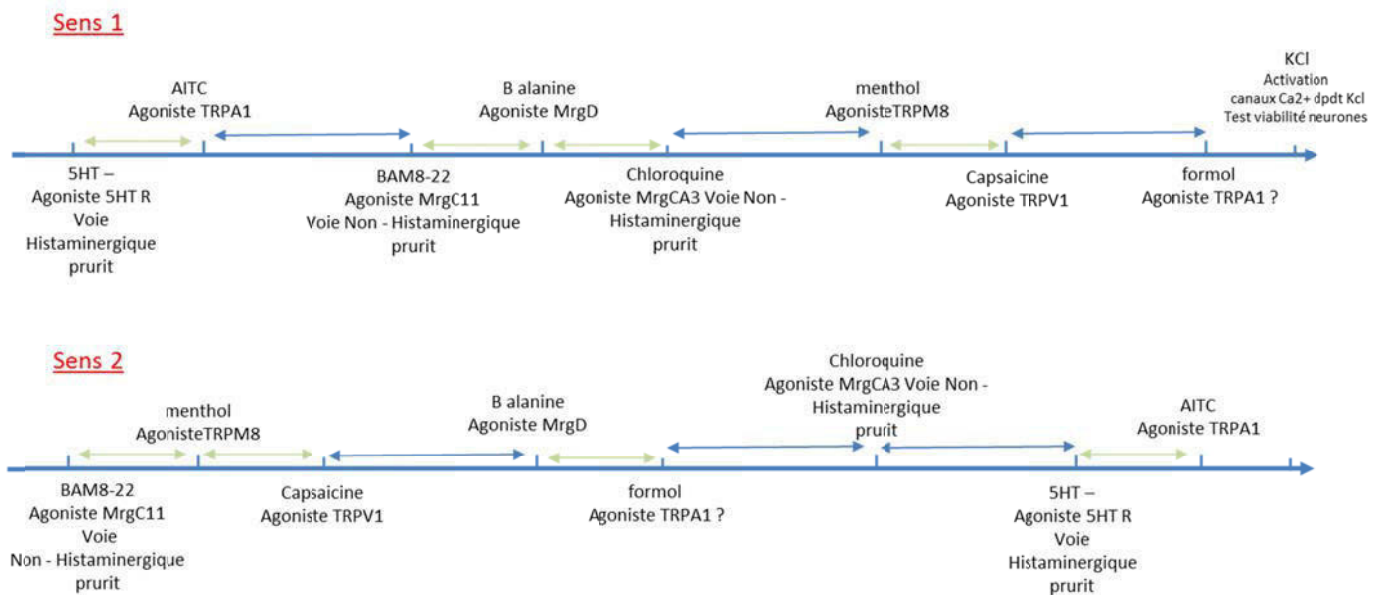 Sens 1
AITC
Agoniste TRPA1
B alanine
Agoniste MrgD
menthol
AgonisteTRPM8
KCl
Activation
canaux Ca2+ dpdt Kcl
Test viabilité neurones
5HT –
Agoniste 5HT R
Voie
Histaminergique
prurit
BAM8-22
Agoniste MrgC11
Voie Non - Histaminergique
prurit
Chloroquine
Agoniste MrgCA3 Voie Non -
Histaminergique
prurit
Capsaicine
Agoniste TRPV1
formol
Agoniste TRPA1 ?
Sens 2
menthol
AgonisteTRPM8
B alanine
Agoniste MrgD
Chloroquine
Agoniste MrgCA3 Voie Non -
Histaminergique
prurit
AITC
Agoniste TRPA1
BAM8-22
Agoniste MrgC11
Voie
Non - Histaminergique
prurit
Capsaicine
Agoniste TRPV1
formol
Agoniste TRPA1 ?
5HT –
Agoniste 5HT R
Voie
Histaminergique
prurit